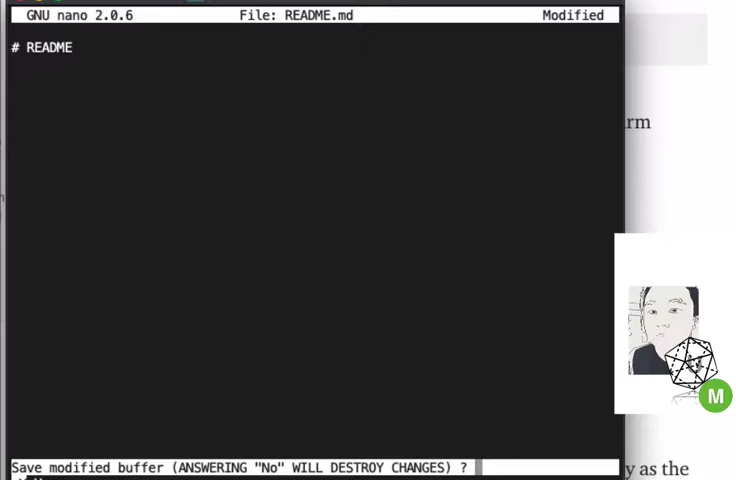 GNU nano 2.0.6 File: README.md Modified
# README
rm
M
Save modified buffer (ANSWERING "No" WILL DESTROY CHANGES) ?
y as the